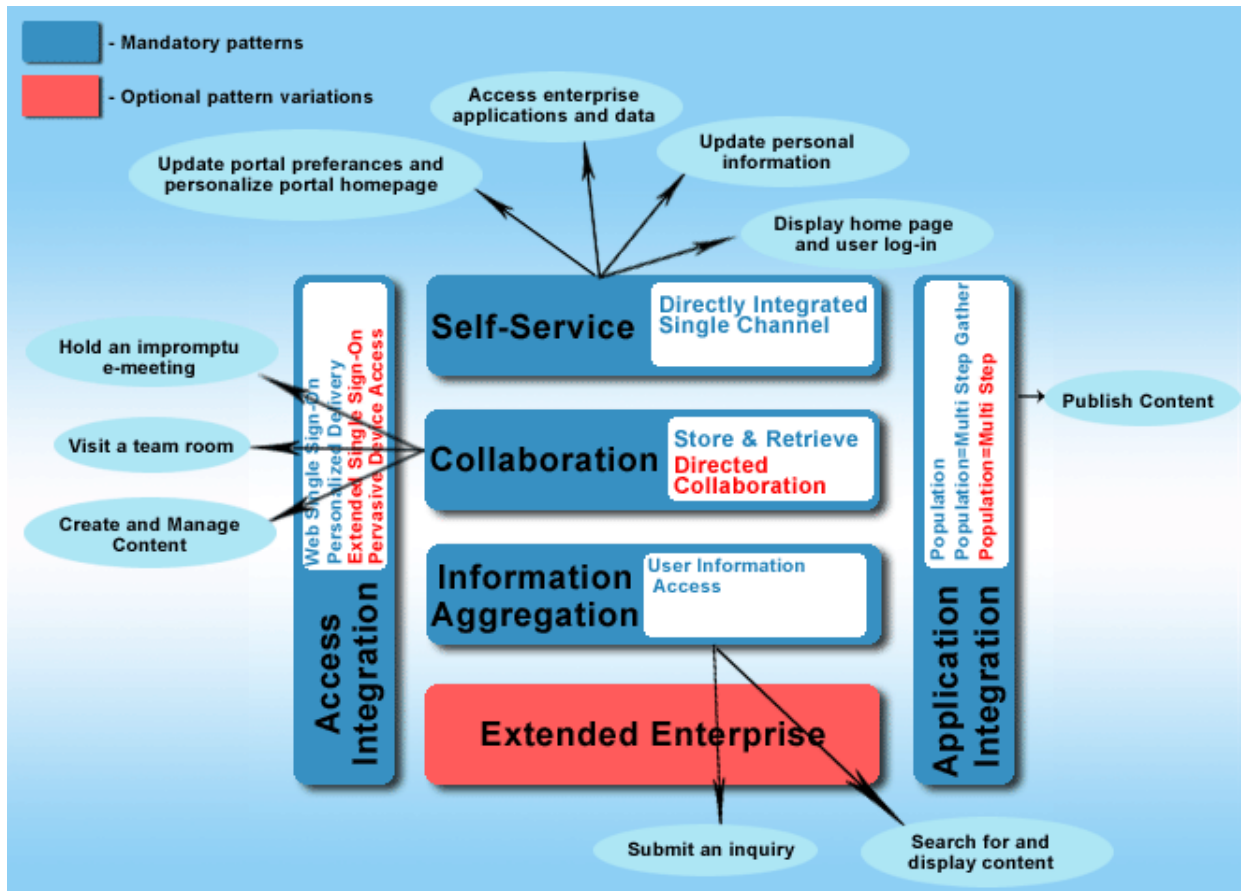 - Mandatory patterns
- Optional pattern variations
Access enterprise
applications and data
Update personal
information
Update portal preferances and
personalize portal homepage
Display home page
and user log-in
Self-Service
Directly Integrated
Single Channel
Hold an impromptu
e-meeting
Visit a team room
Create and Manage
Content
Web Single Sign-On
Personalized Delivery
Extended Single Sign-On
Pervasive Device Access
Access
Integration
Collaboration
Store & Retrieve
Directed
Collaboration
Information
Aggregation
User Information
Access
Extended Enterprise
Population
Population=Multi Step Gather
Population=Multi Step
Application
Integration
Publish Content
Submit an inquiry
Search for and
display content